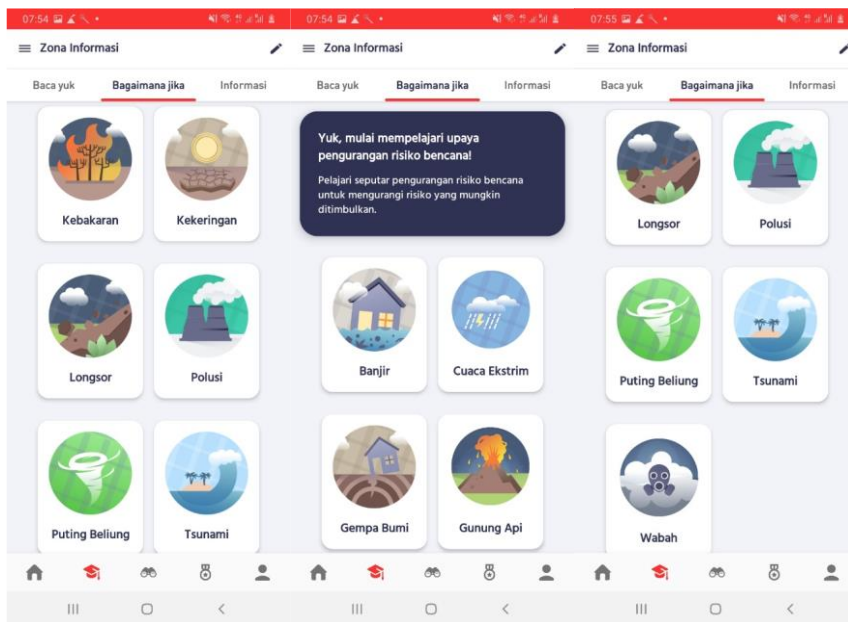 07:54
Zona Informasi
Baca yuk Bagaimana jika Informasi
Kebakaran Kekeringan
Longsor Polusi
Puting Beliung Tsunami
07:54
Zona Informasi
Baca yuk Bagaimana jika Informasi
Yuk, mulai mempelajari upaya
pengurangan risiko bencana!
Pelajari seputar pengurangan risiko bencana
untuk mengurangi risiko yang mungkin
ditimbulkan.
Banjir Cuaca Ekstrim
Gempa Bumi Gunung Api
07:55
Zona Informasi
Baca yuk Bagaimana jika Informasi
Longsor Polusi
Puting Beliung Tsunami
Wabah